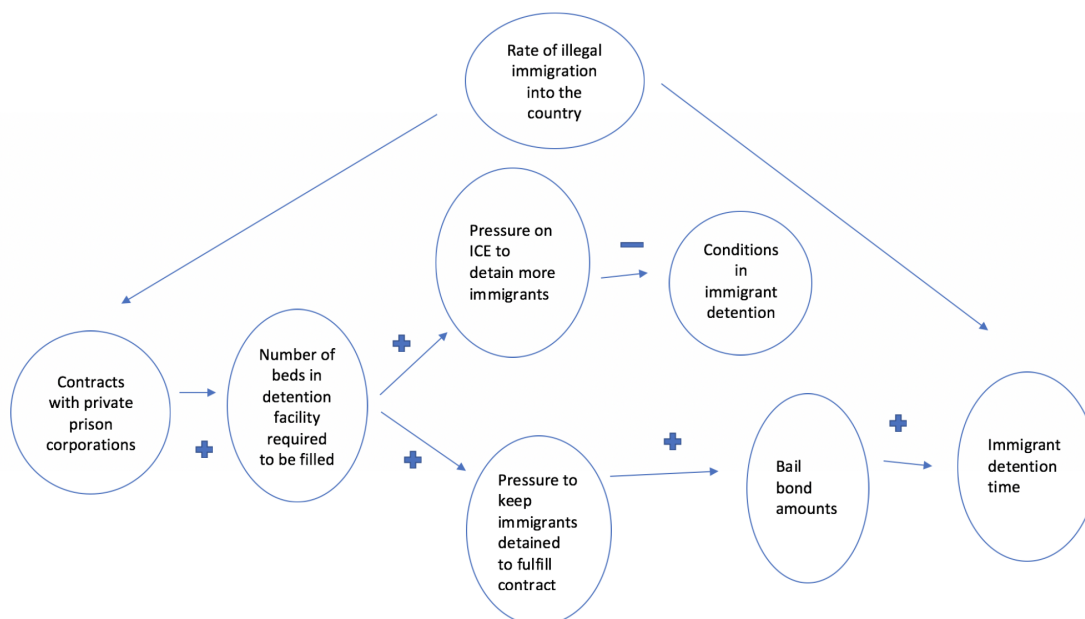 Rate of illegal
immigration
into the
country
Pressure on
ICE to
detain more
immigrants
Conditions
in
immigrant
detention
Contracts
with private
prison
corporations
Number of
beds in
detention
facility
required
to be filled
Pressure to
keep
immigrants
detained
to fulfill
contract
Bail
bond
amounts
Immigrant
detention
time